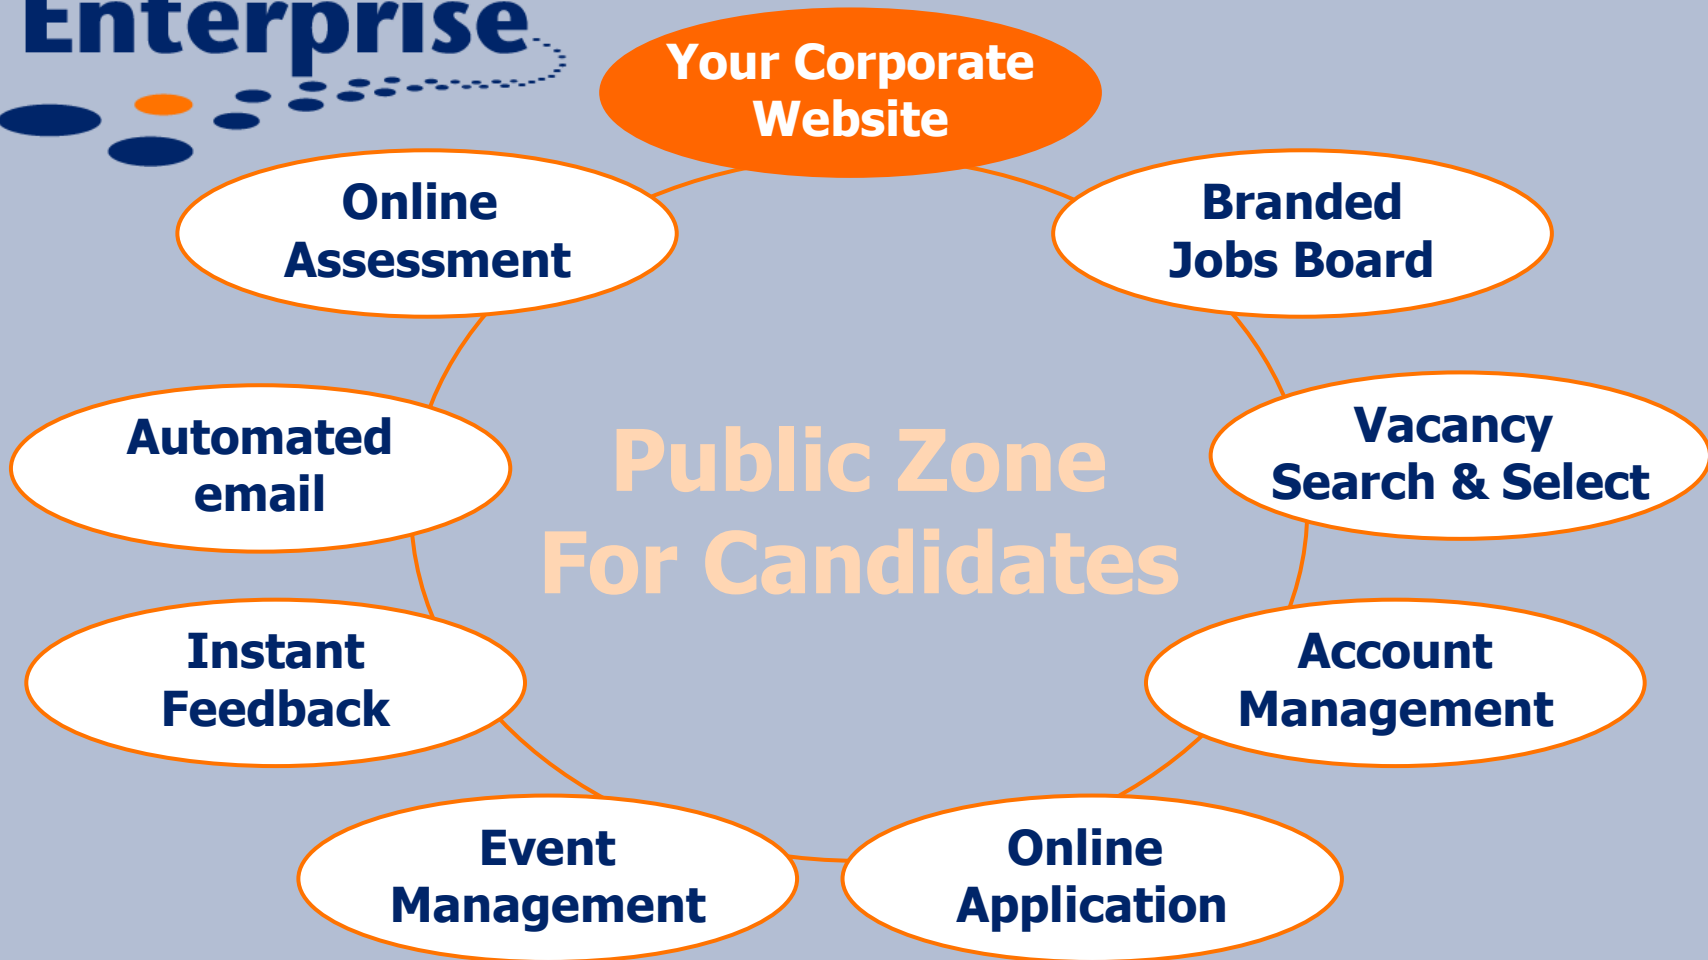 Enterprise
Your Corporate
Website
Online
Assessment
Branded
Jobs Board
Automated
email
Vacancy
Search & Select
Public Zone
For Candidates
Instant
Feedback
Account
Management
Event
Management
Online
Application